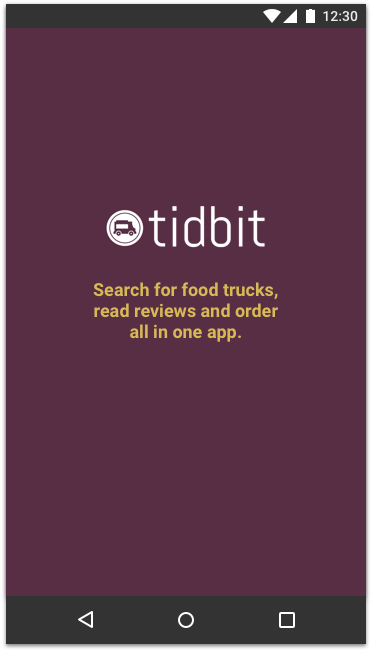 12:30
tidbit
Search for food trucks,
read reviews and order
all in one app.